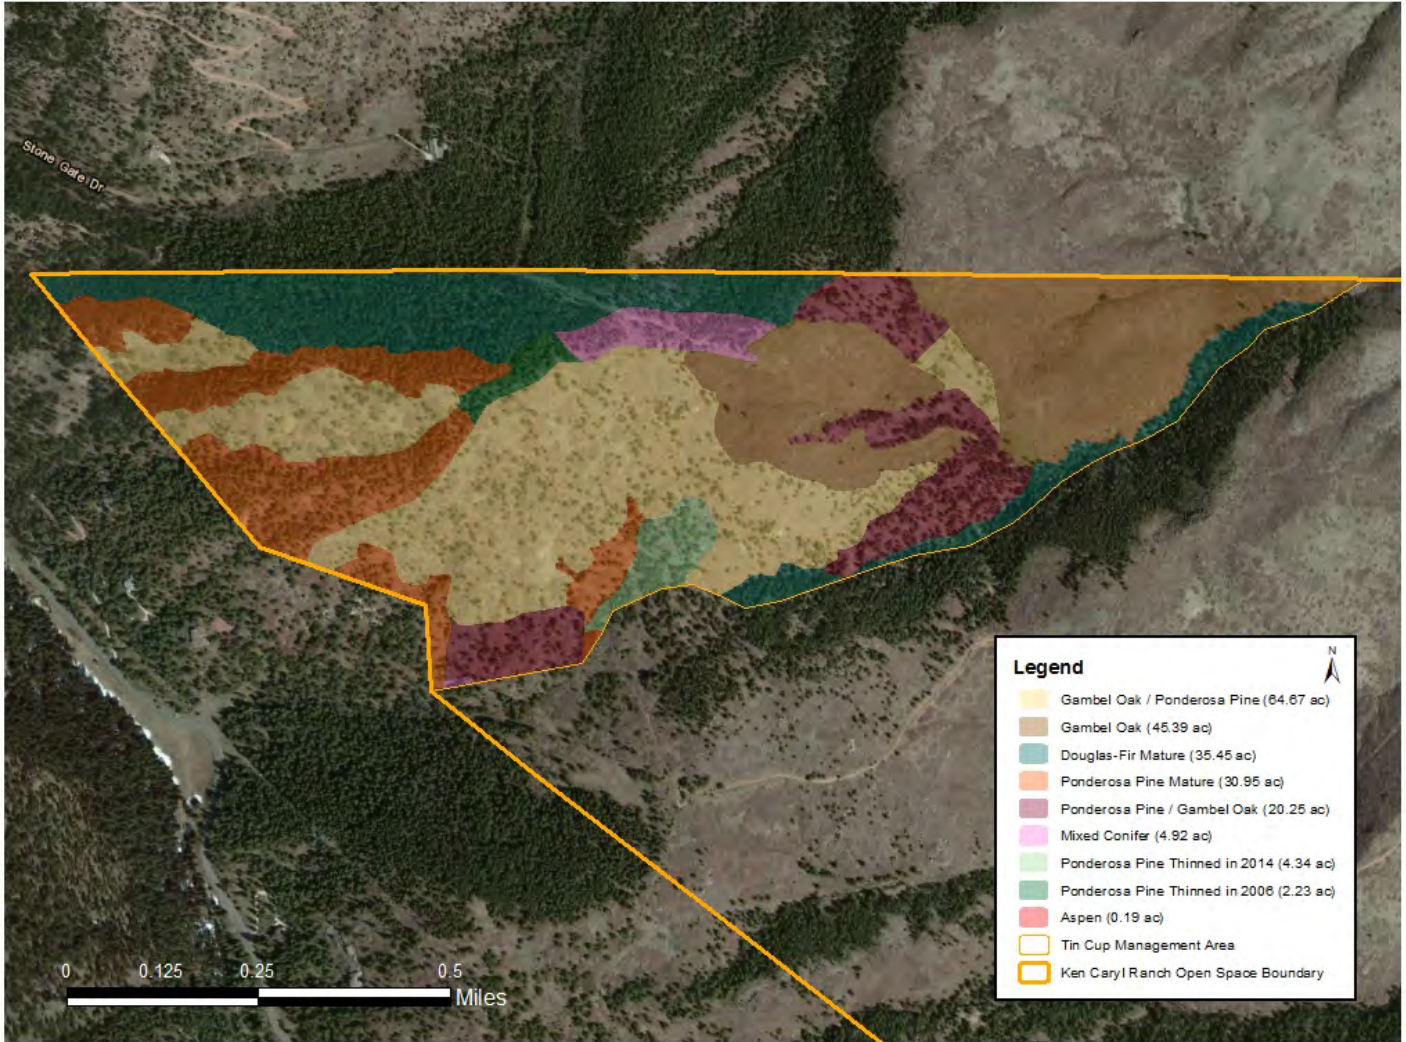 Stone Gate Dr
N
Legend
Gambel Oak / Ponderosa Pine (64.67 ac)
Gambel Oak (45.39 ac)
Douglas-Fir Mature (35.45 ac)
Ponderosa Pine Mature (30.95 ac)
Ponderosa Pine / Gambel Oak (20.25 ac)
Mixed Conifer (4.92 ac)
Ponderosa Pine Thinned in 2014 (4.34 ac)
Ponderosa Pine Thinned in 2006 (2.23 ac)
Aspen (0.19 ac)
Tin Cup Management Area
Ken Caryl Ranch Open Space Boundary
0 0.125 0.25 0.5
Miles